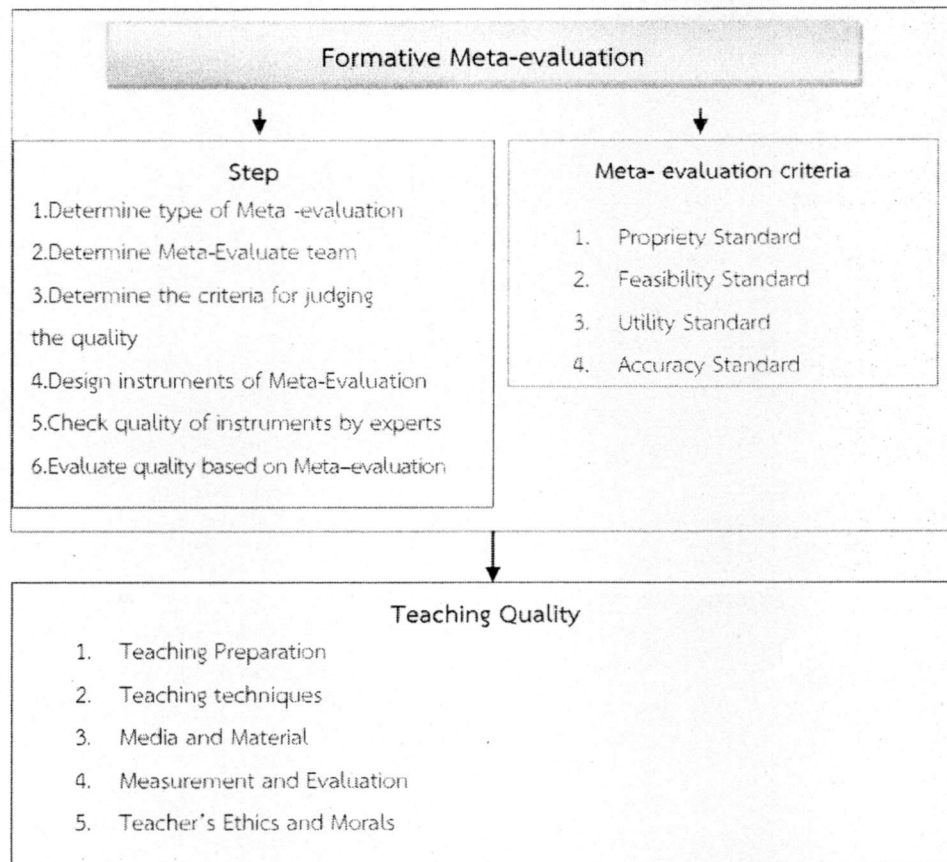 Formative Meta-evaluation
Step
1.Determine type of Meta -evaluation
2.Determine Meta-Evaluate team
3.Determine the criteria for judging
the quality
4.Design instruments of Meta-Evaluation
5.Check quality of instruments by experts
6.Evaluate quality based on Meta–evaluation
Meta- evaluation criteria
1. Propriety Standard
2. Feasibility Standard
3. Utility Standard
4. Accuracy Standard
Teaching Quality
1. Teaching Preparation
2. Teaching techniques
3. Media and Material
4. Measurement and Evaluation
5. Teacher's Ethics and Morals